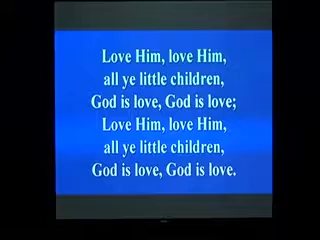 Love Him, love Him,
all ye little children,
God is love, God is love;
Love Him, love Him,
all ye little children,
God is love, God is love.